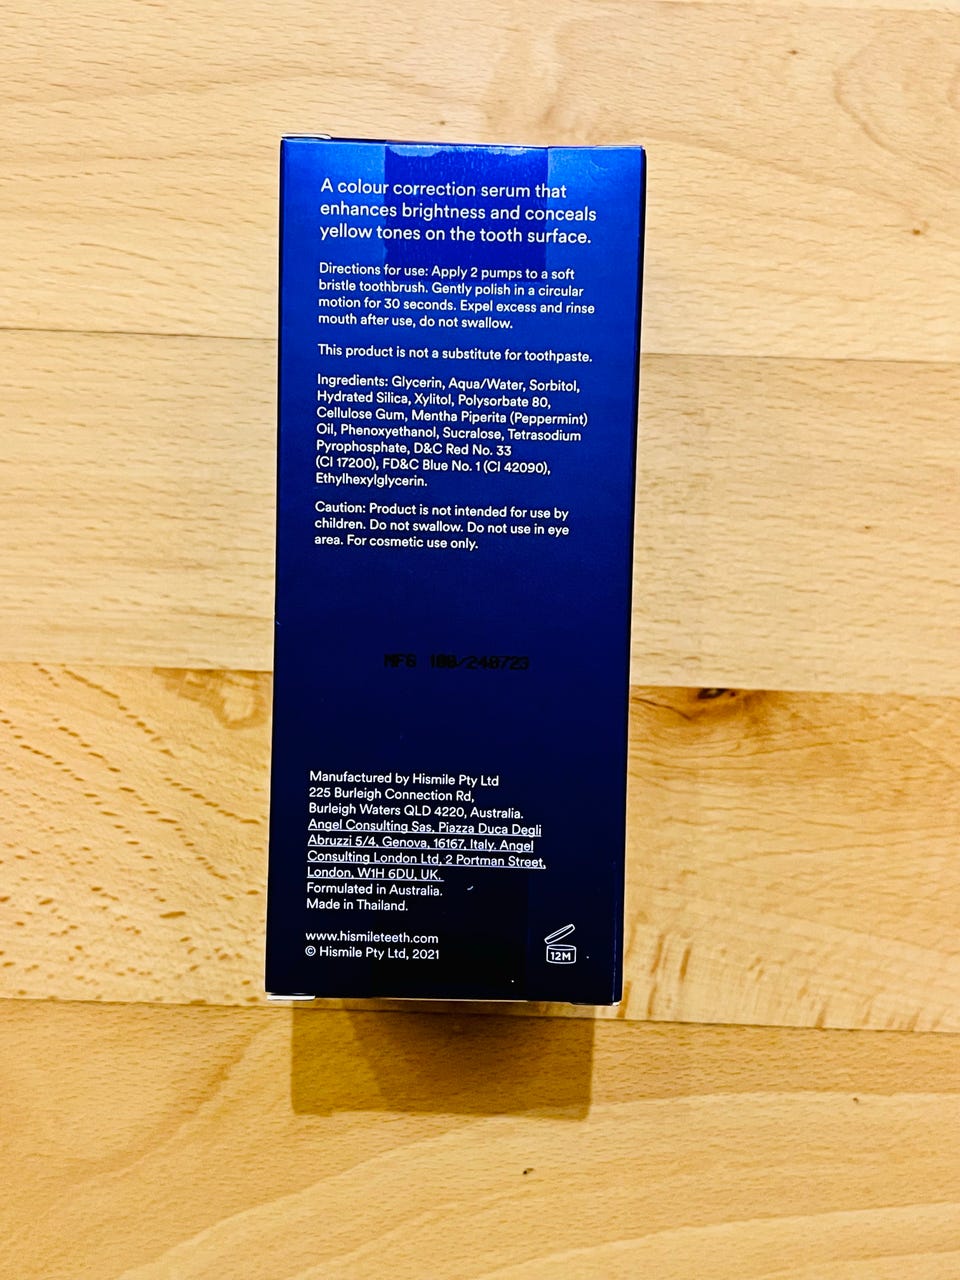 A colour correction serum that
enhances brightness and conceals
yellow tones on the tooth surface.
Directions for use: Apply 2 pumps to a soft
bristle toothbrush. Gently polish in a circular
motion for 30 seconds. Expel excess and rinse
mouth after use, do not swallow.
This product is not a substitute for toothpaste.
Ingredients: Glycerin, Aqua/Water, Sorbitol,
Hydrated Silica, Xylitol, Polysorbate 80,
Cellulose Gum, Mentha Piperita (Peppermint)
Oil, Phenoxyethanol, Sucralose, Tetrasodium
Pyrophosphate, D&C Red No. 33
(CI 17200), FD&C Blue No. 1 (CI 42090),
Ethylhexylglycerin.
Caution: Product is not intended for use by
children. Do not swallow. Do not use in eye
area. For cosmetic use only.
MFG 108/240723
Manufactured by Hismile Pty Ltd
225 Burleigh Connection Rd,
Burleigh Waters QLD 4220, Australia.
Angel Consulting Sas, Piazza Duca Degli
Abruzzi 5/4, Genova, 16167, Italy. Angel
Consulting London Ltd, 2 Portman Street,
London, W1H 6DU, UK.
Formulated in Australia.
Made in Thailand.
www.hismileteeth.com
© Hismile Pty Ltd, 2021
12M